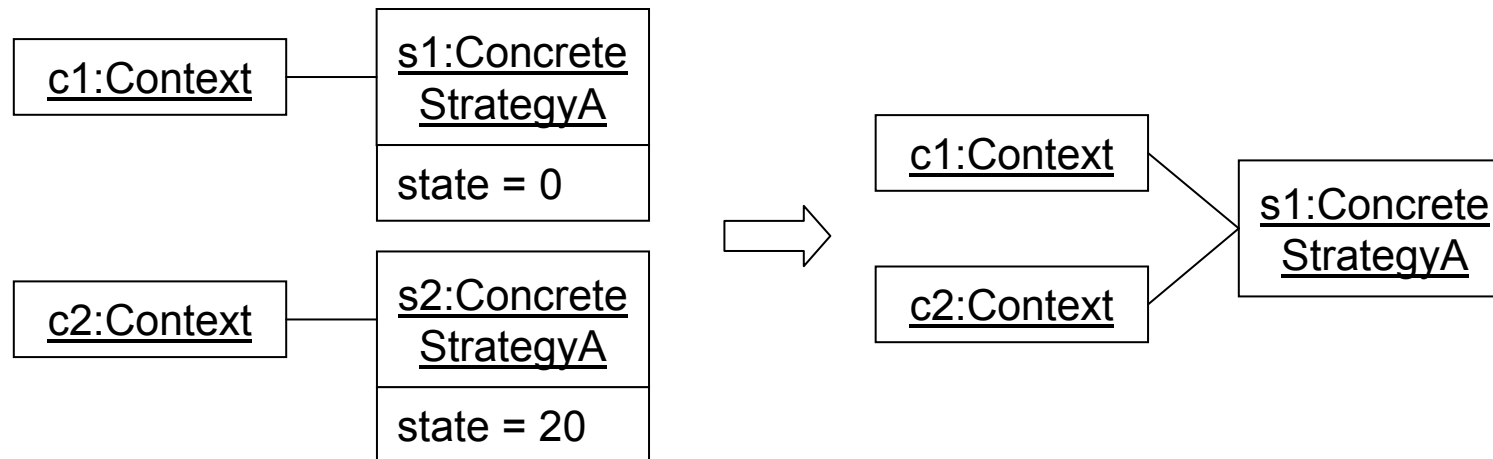 c1:Context
s1:Concrete
StrategyA
state = 0
c2:Context
s2:Concrete
StrategyA
state = 20
c1:Context
c2:Context
s1:Concrete
StrategyA